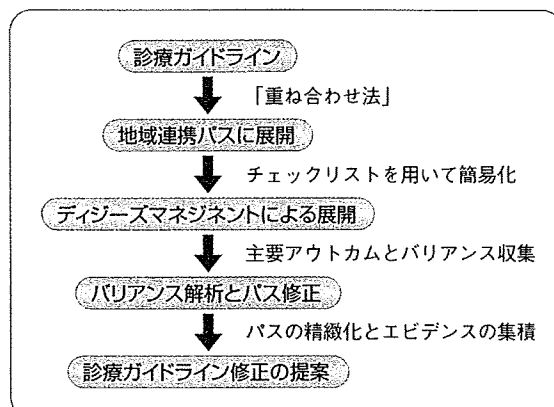 診療ガイドライン
「重ね合わせ法」
地域連携パスに展開
チェックリストを用いて簡易化
ディジーズマネジネントによる展開
主要アウトカムとバリアンス収集
バリアンス解析とパス修正
パスの精緻化とエビデンスの集積
診療ガイドライン修正の提案